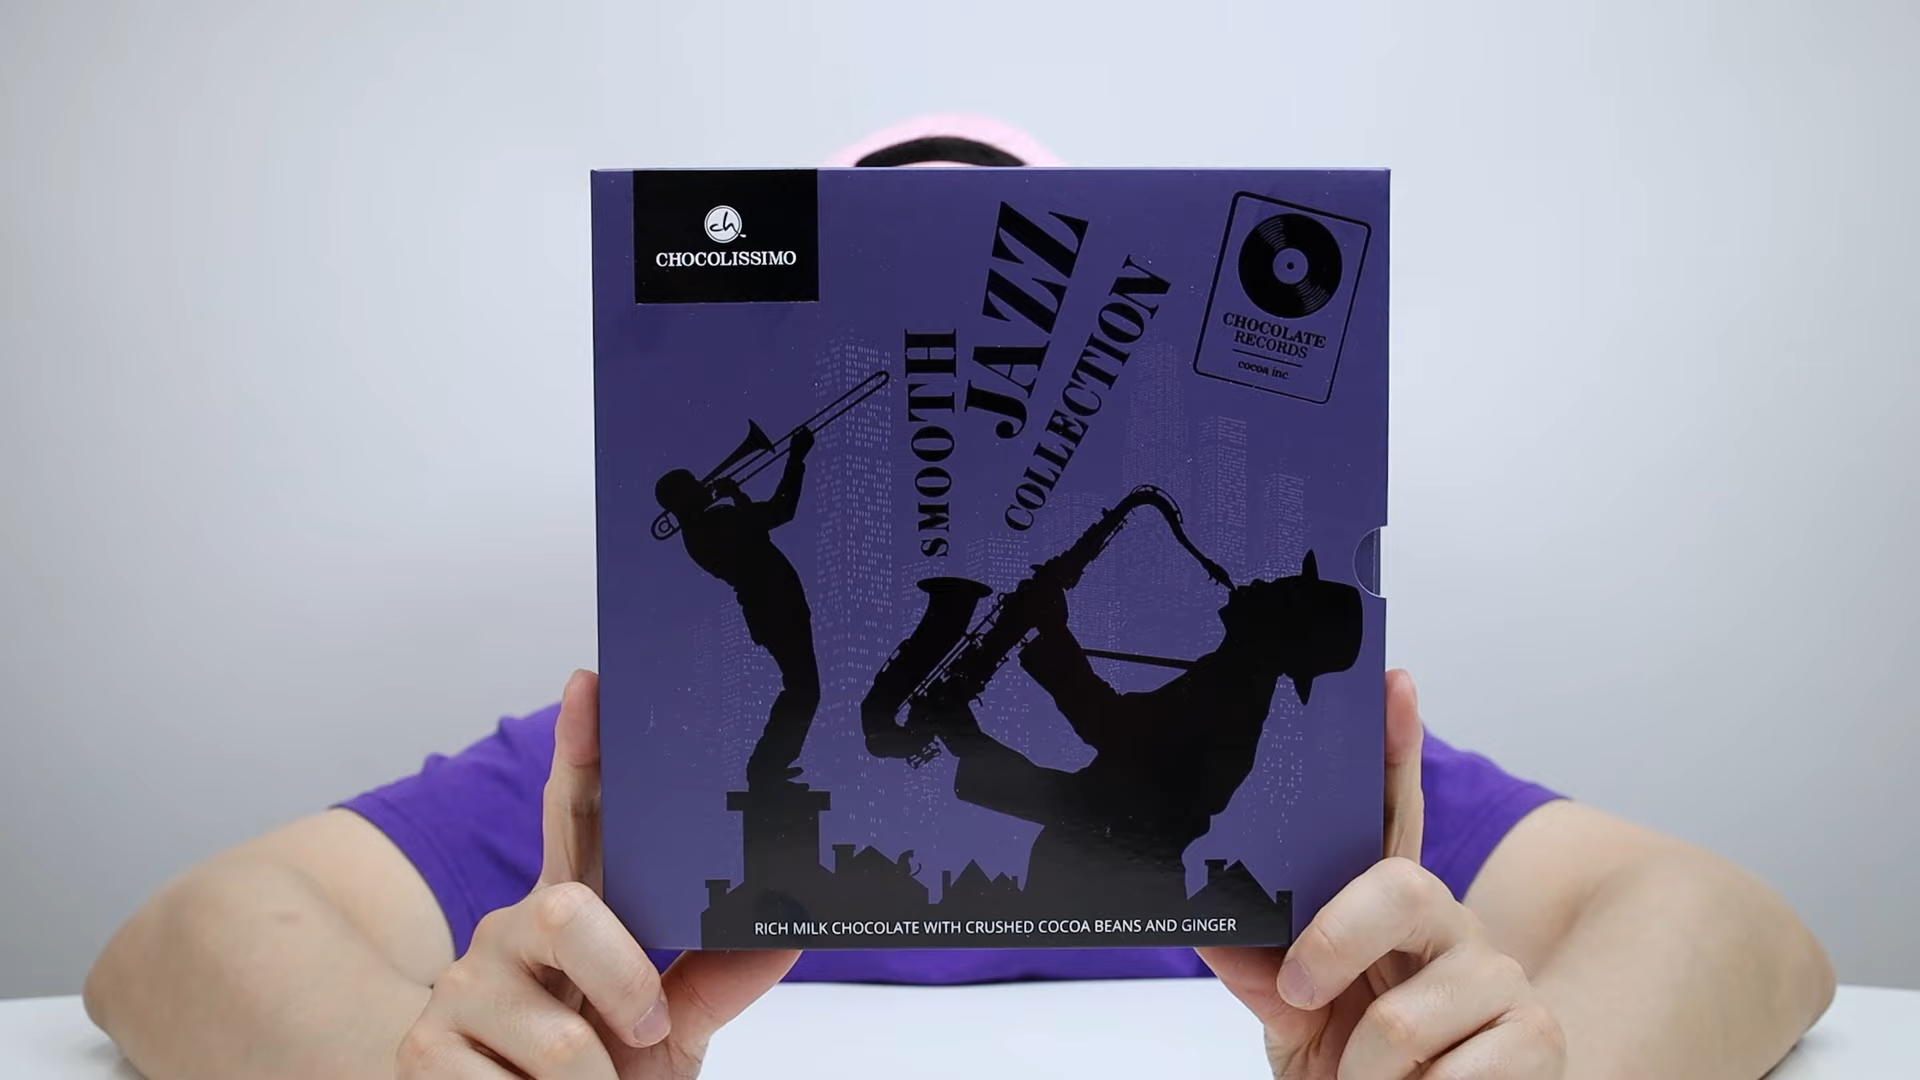 ch
CHOCOLISSIMO
SMOOTH
JAZZ
COLLECTION
CHOCOLATE
RECORDS
cocoa inc
RICH MILK CHOCOLATE WITH CRUSHED COCOA BEANS AND GINGER